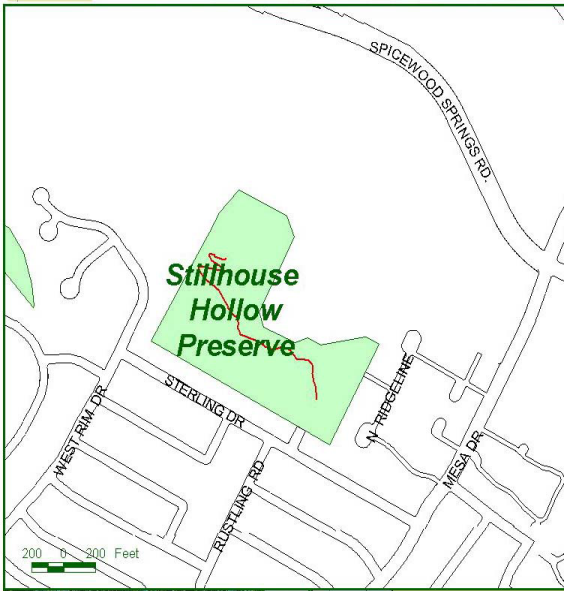 SPICEWOOD SPRINGS RD.
Stillhouse
Hollow
Preserve
STERLING DR
N RIDGELINE
WEST RIM DR
MESA DR
RUSTLING RD
200 0 200 Feet